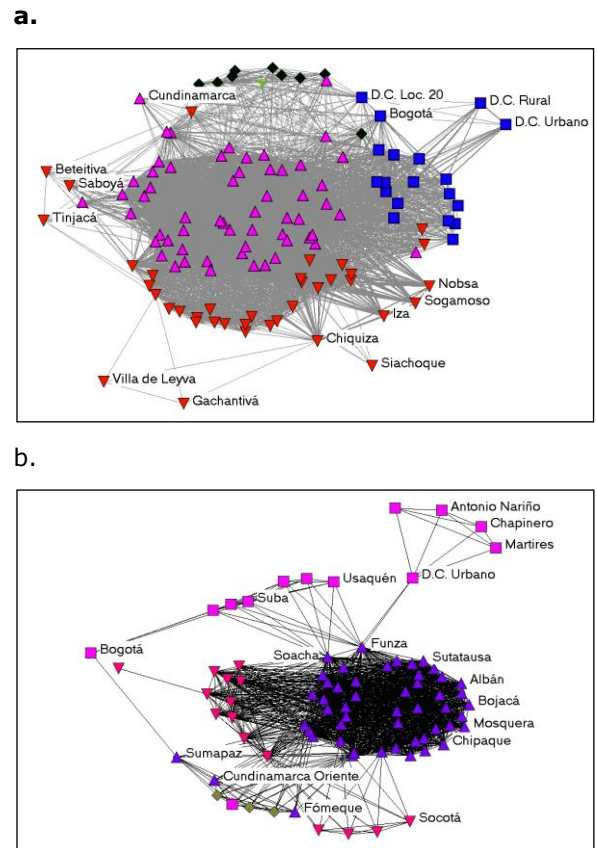 a.
Cundinamarca
D.C. Loc. 20
D.C. Rural
Bogotá
D.C. Urbano
Beteitiva
Saboyá
Tinjacá
Nobsa
Sogamoso
Iza
Chiquiza
Siachoque
Villa de Leyva
Gachantivá
b.
Antonio Nariño
Chapinero
Martires
Usaquén
D.C. Urbano
Suba
Bogotá
Funza
Soacha
Sutatausa
Albán
Bojacá
Mosquera
Chipaque
Sumapaz
Cundinamarca Oriente
Fómeque
Socotá